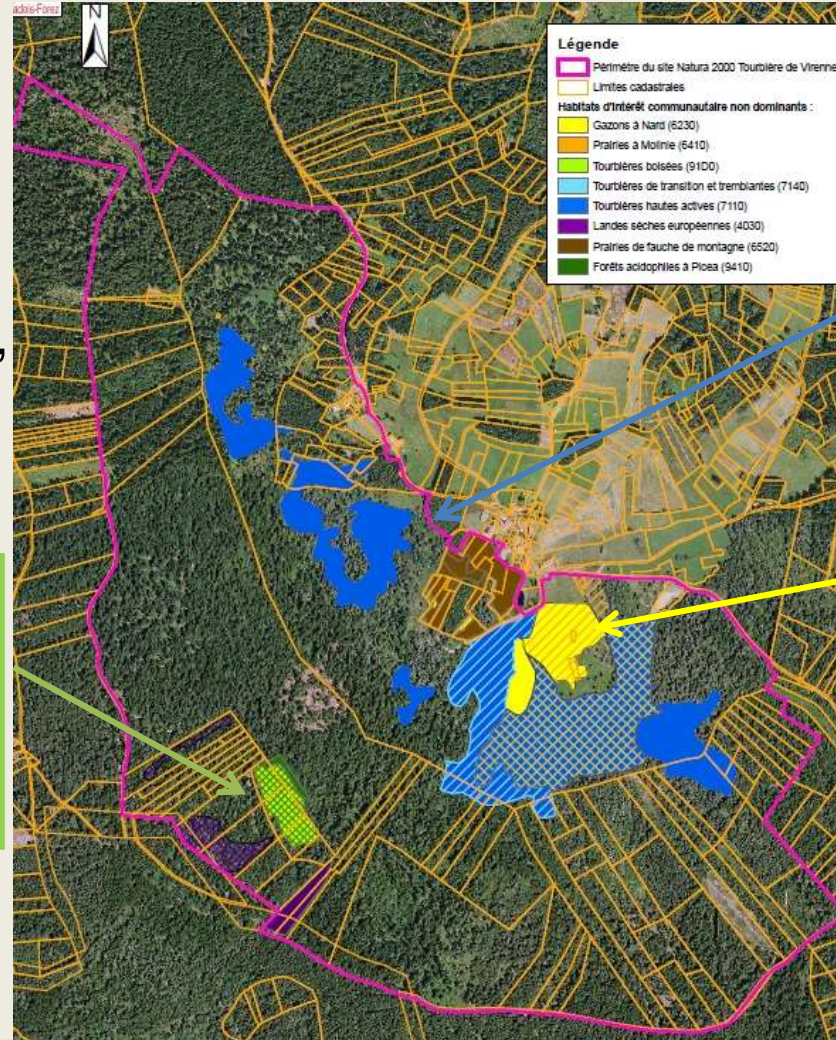 adois-Forez
N
Légende
Périmètre du site Natura 2000 Tourbière de Virenne
Limites cadastrales
Habitats d'intérêt communautaire non dominants :
Gazons à Nard (6230)
Prairies à Molinie (6410)
Tourbières boisées (91D0)
Tourbières de transition et tremblantes (7140)
Tourbières hautes actives (7110)
Landes sèches européennes (4030)
Prairies de fauche de montagne (6520)
Forêts acidophiles à Picea (9410)
,